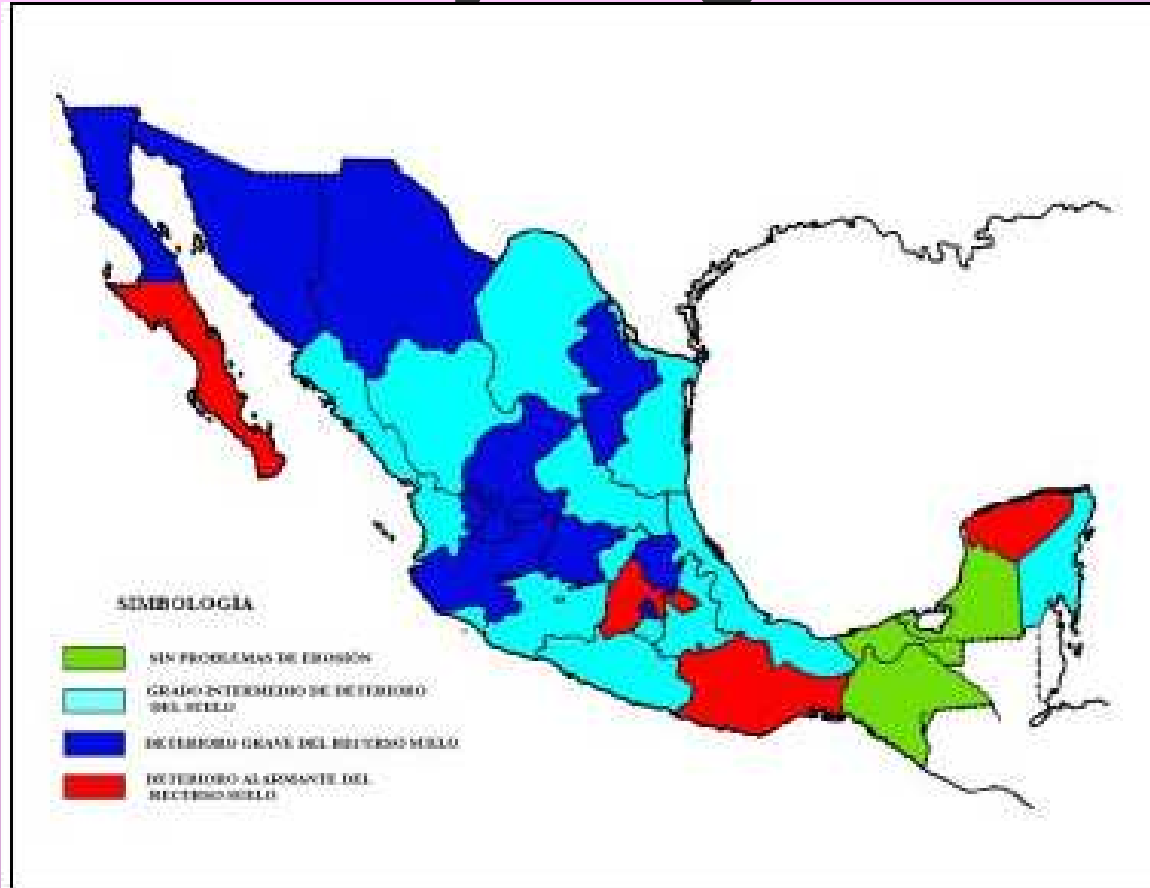 SIMBOLOGÍA
SIN PROBLEMAS DE EROSIÓN
GRADO INTERMEDIO DE DETERIORO
DEL SUELO
DETERIORO GRAVE DEL RECURSO SUELO
DETERIORO ALARMANTE DEL
RECURSO SUELO